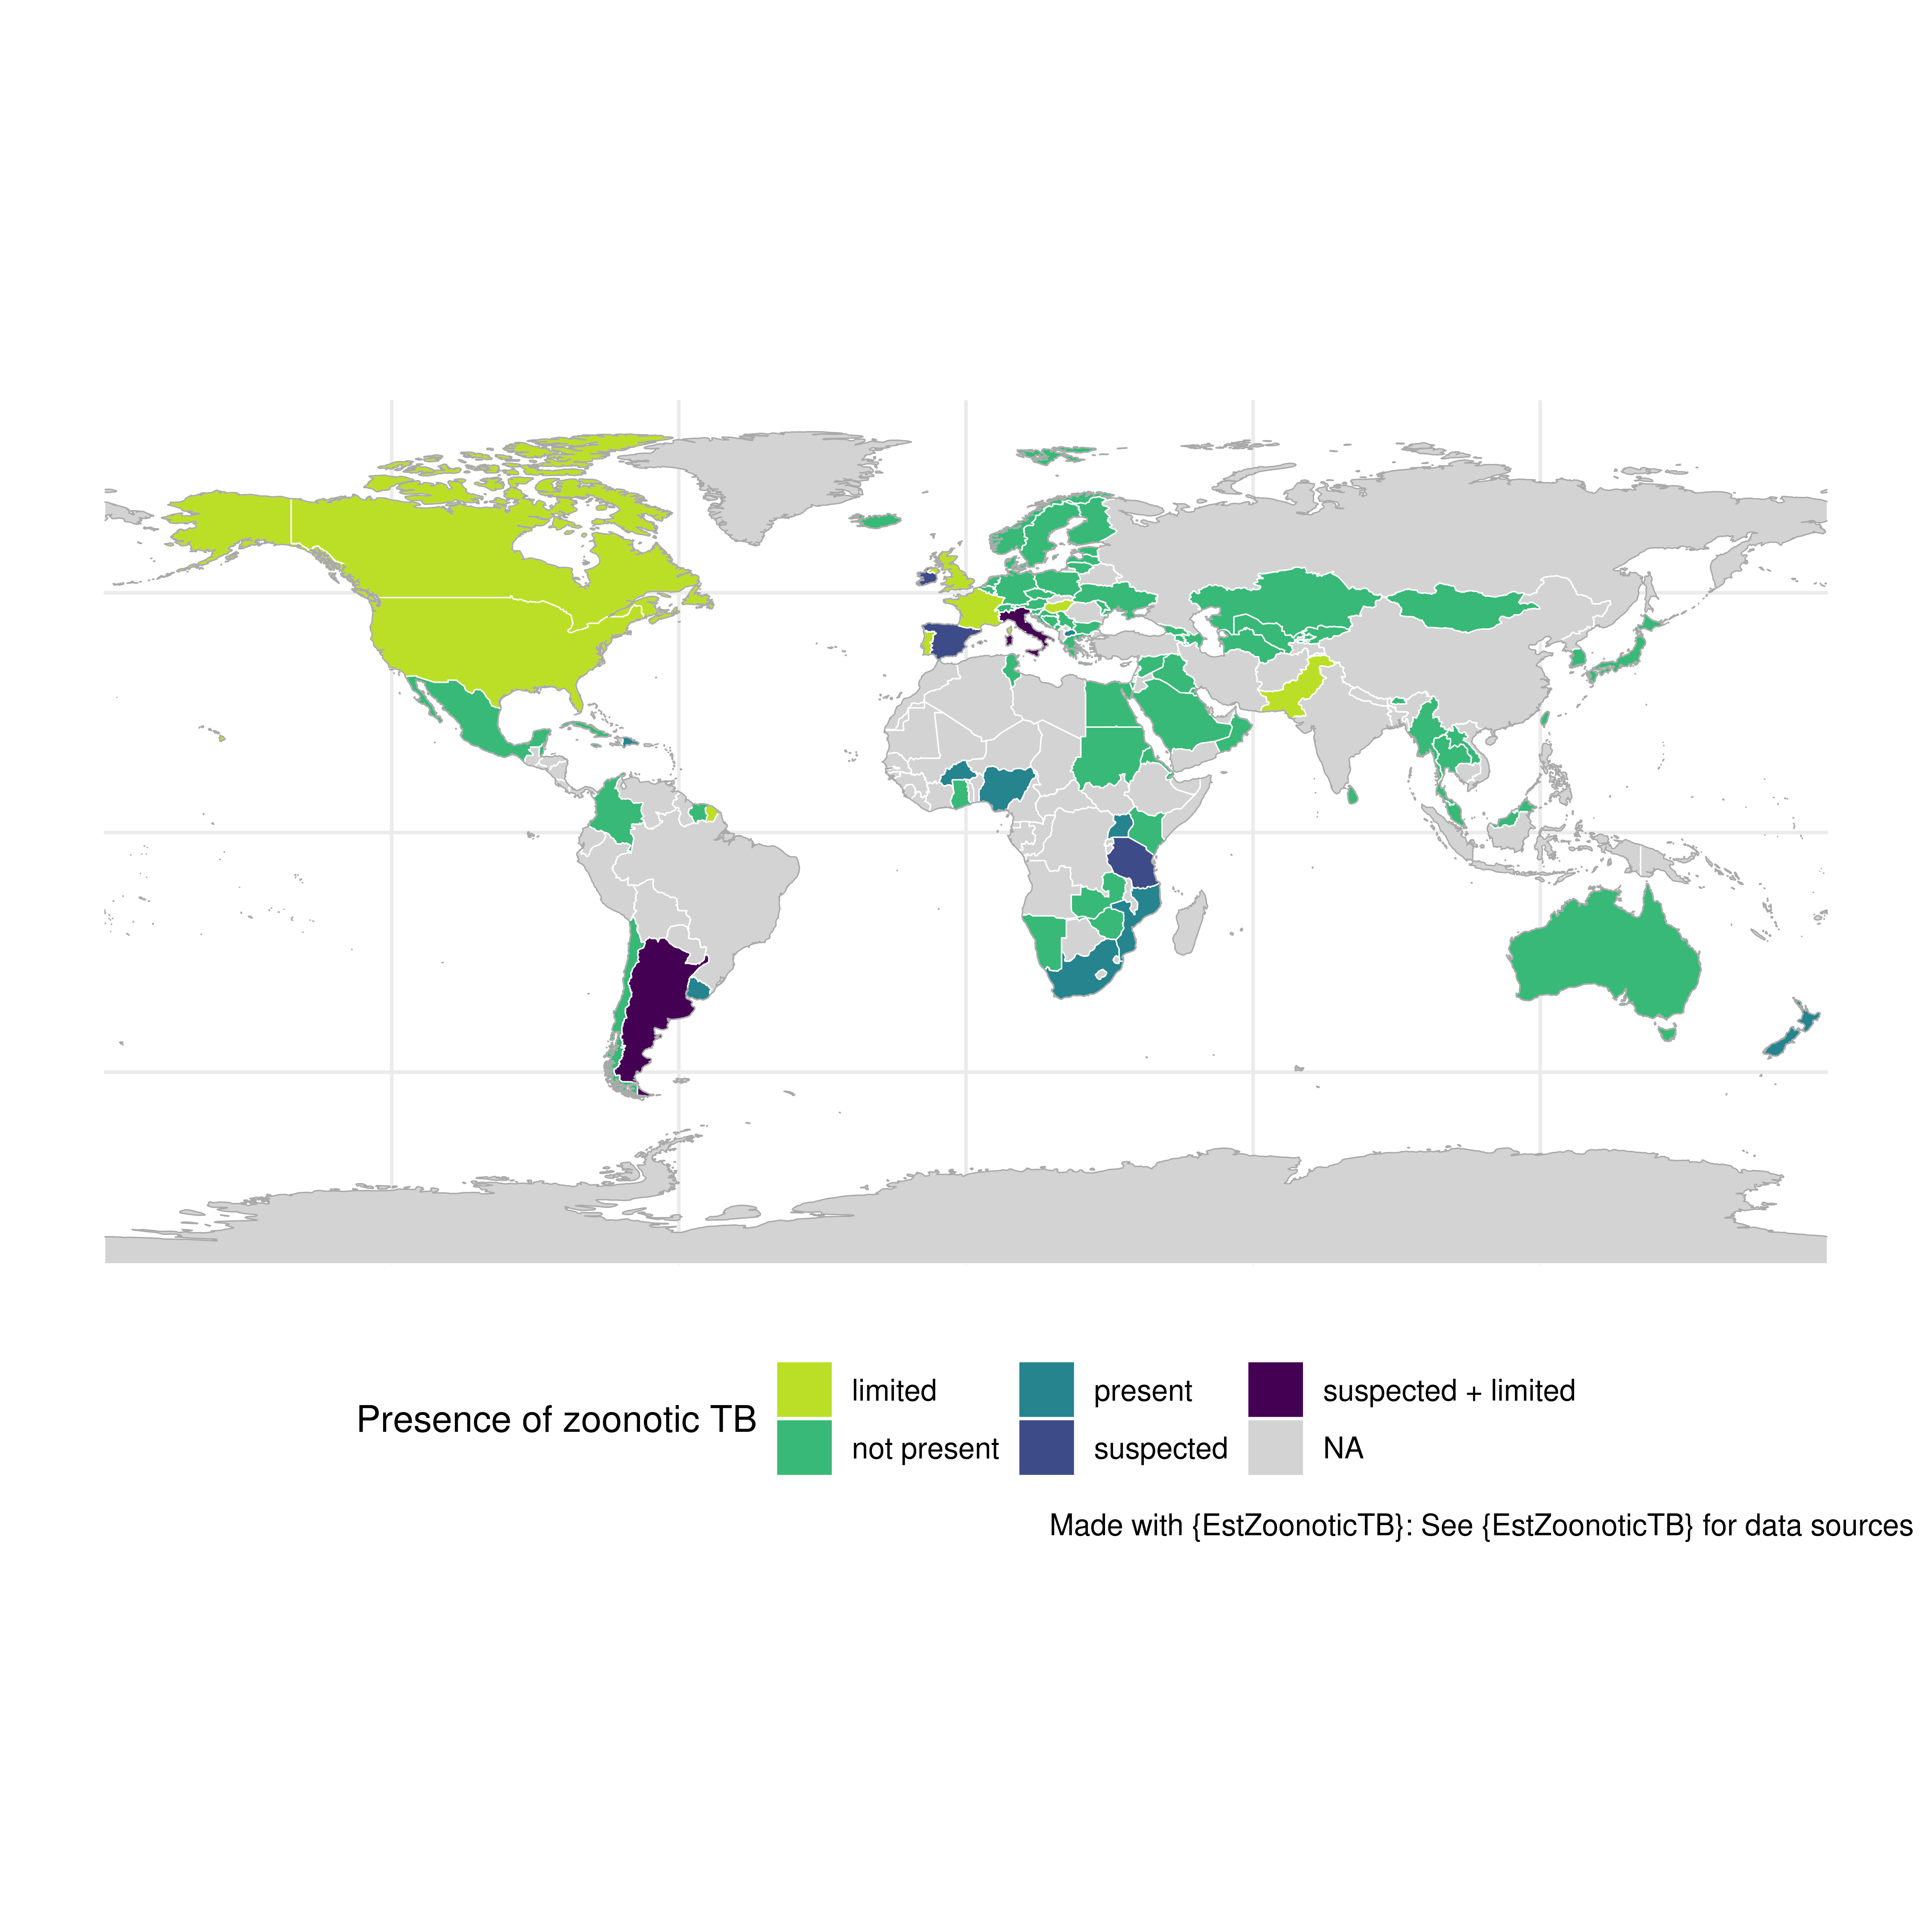 Presence of zoonotic TB
limited
not present
present
suspected
suspected + limited
NA
Made with {EstZoonoticTB}: See {EstZoonoticTB} for data sources